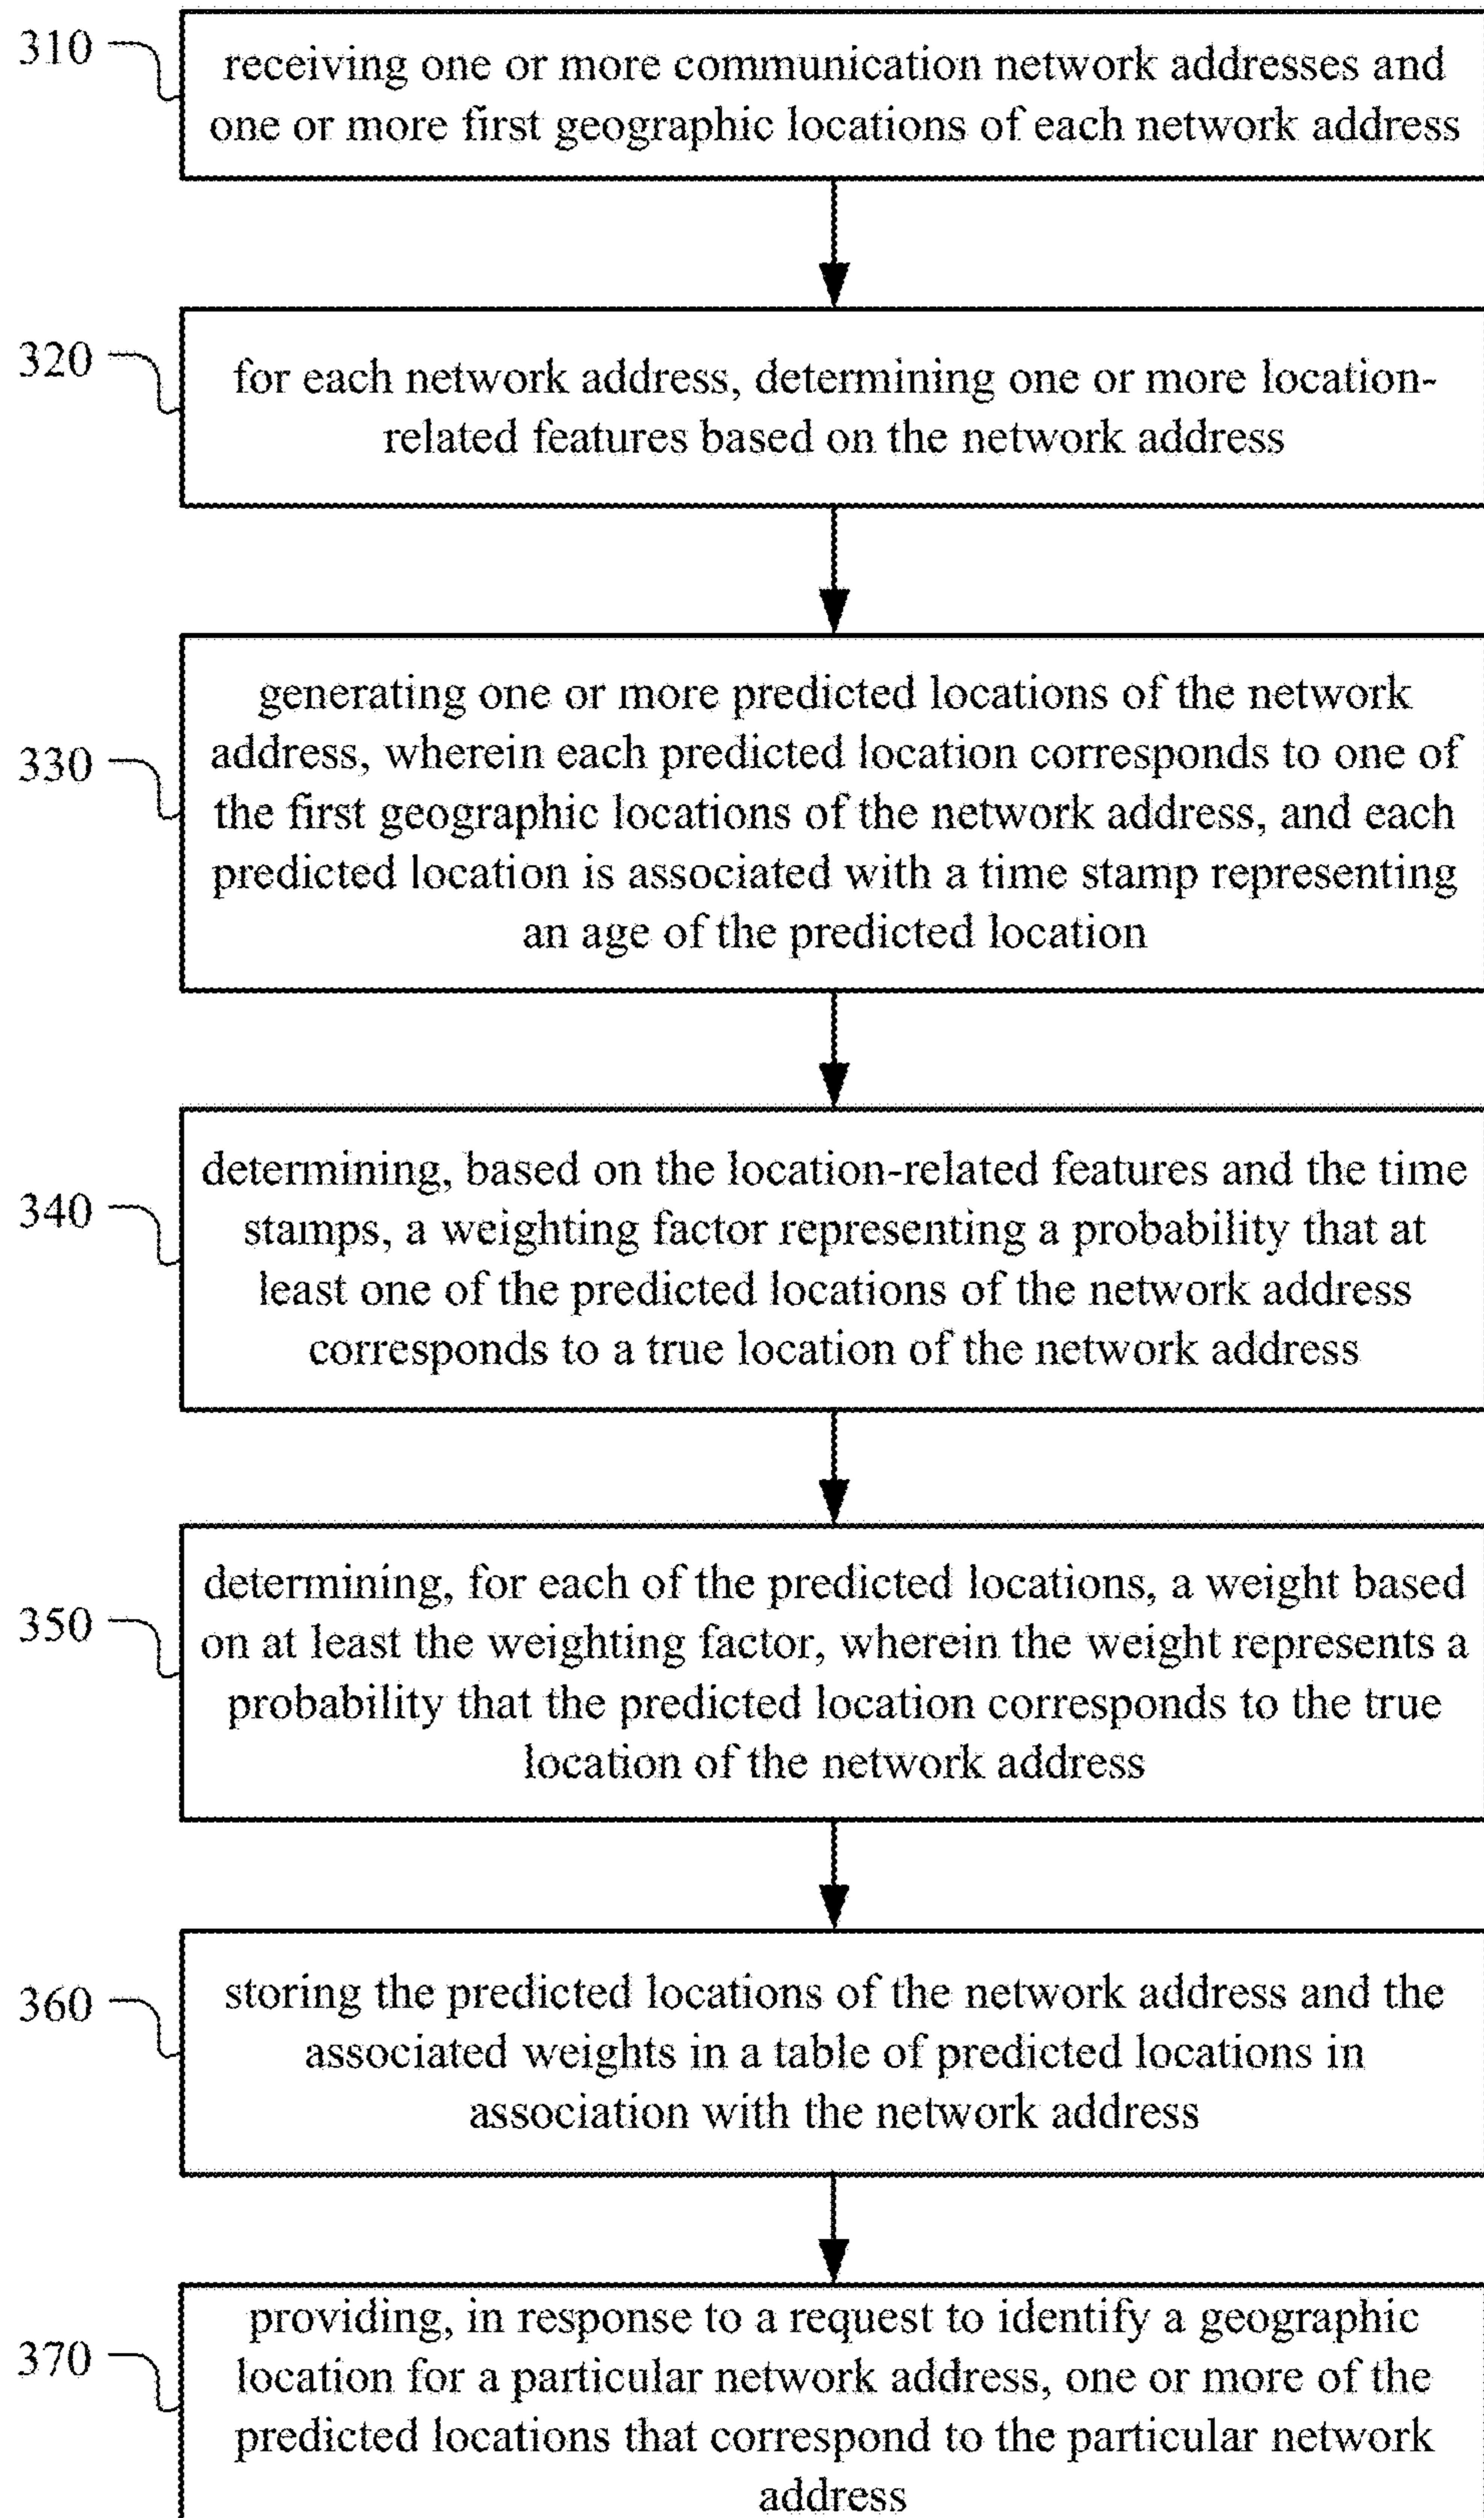 310
receiving one or more communication network addresses and
one or more first geographic locations of each network address
320
for each network address, determining one or more location-
related features based on the network address
330
generating one or more predicted locations of the network
address, wherein each predicted location corresponds to one of
the first geographic locations of the network address, and each
predicted location is associated with a time stamp representing
an age of the predicted location
340
determining, based on the location-related features and the time
stamps, a weighting factor representing a probability that at
least one of the predicted locations of the network address
corresponds to a true location of the network address
350
determining, for each of the predicted locations, a weight based
on at least the weighting factor, wherein the weight represents a
probability that the predicted location corresponds to the true
location of the network address
360
storing the predicted locations of the network address and the
associated weights in a table of predicted locations in
association with the network address
370
providing, in response to a request to identify a geographic
location for a particular network address, one or more of the
predicted locations that correspond to the particular network
address